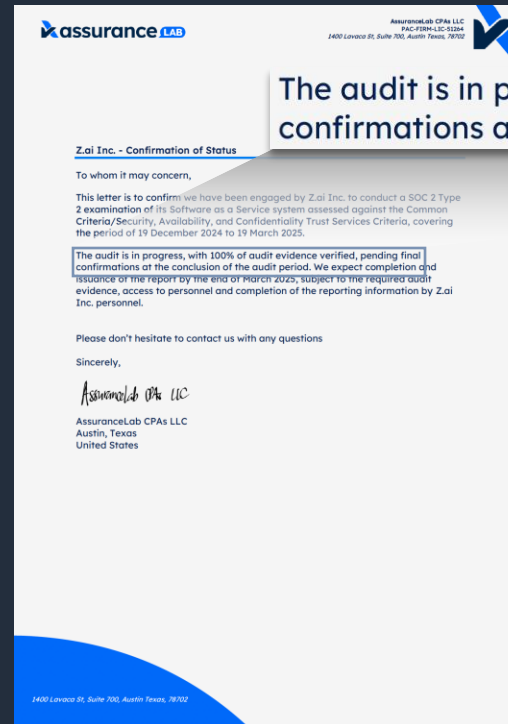 assurance LAB
AssuranceLab CPAs LLC
PAC-FIRM-LIC-51264
1400 Lavaca St, Suite 700, Austin Texas, 78702
The audit is in p
confirmations a
Z.ai Inc. - Confirmation of Status
To whom it may concern,
This letter is to confirm we have been engaged by Z.ai Inc. to conduct a SOC 2 Type
2 examination of its Software as a Service system assessed against the Common
Criteria/Security, Availability, and Confidentiality Trust Services Criteria, covering
the period of 19 December 2024 to 19 March 2025.
The audit is in progress, with 100% of audit evidence verified, pending final
confirmations at the conclusion of the audit period. We expect completion and
issuance of the report by the end of March 2025, subject to the required audit
evidence, access to personnel and completion of the reporting information by Z.ai
Inc. personnel.
Please don't hesitate to contact us with any questions
Sincerely,
AssuranceLab CPAs LLC
AssuranceLab CPAs LLC
Austin, Texas
United States
1400 Lavaca St, Suite 700, Austin Texas, 78702